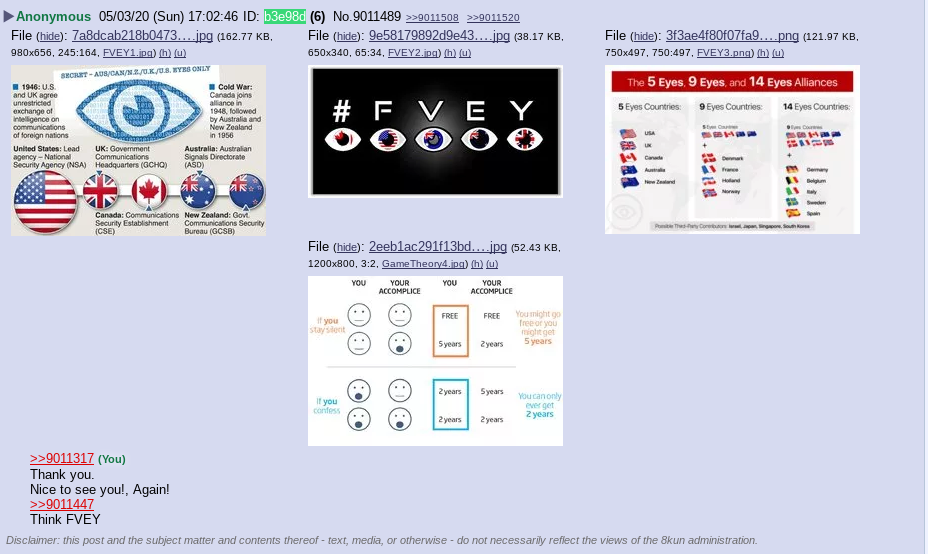 Anonymous 05/03/20 (Sun) 17:02:46 ID: b3e98d (6) No.9011489 >>9011508 >>9011520
File (hide): 7a8dcab218b0473….jpg (162.77 KB, 980x656, 245:164, FVEY1.jpg) (h) (u)
SECRET – AUS/CAN/N.Z./U.K./U.S. EYES ONLY
1946: U.S. and UK agree unrestricted exchange of intelligence on communications of foreign nations
Cold War: Canada joins alliance in 1948, followed by Australia and New Zealand in 1956
United States: Lead agency – National Security Agency (NSA)
UK: Government Communications Headquarters (GCHQ)
Australia: Australian Signals Directorate (ASD)
Canada: Communications Security Establishment (CSE)
New Zealand: Govt. Communications Security Bureau (GCSB)
File (hide): 9e58179892d9e43….jpg (38.17 KB, 650x340, 65:34, FVEY2.jpg) (h) (u)
# F V E Y
File (hide): 3f3ae4f80f07fa9….png (121.97 KB, 750x497, 750:497, FVEY3.png) (h) (u)
The 5 Eyes, 9 Eyes, and 14 Eyes Alliances
5 Eyes Countries:
USA
UK
Canada
Australia
New Zealand
9 Eyes Countries:
5 Eyes Countries
+
Denmark
France
Holland
Norway
14 Eyes Countries:
9 Eyes Countries
+
Germany
Belgium
Italy
Sweden
Spain
Possible Third-Party Contributors: Israel, Japan, Singapore, South Korea
File (hide): 2eeb1ac291f13bd….jpg (52.43 KB, 1200x800, 3:2, GameTheory4.jpg) (h) (u)
YOU
YOUR ACCOMPLICE
YOU
YOUR ACCOMPLICE
If you stay silent
FREE
FREE
5 years
2 years
You might go free or you might get 5 years
If you confess
2 years
5 years
2 years
2 years
You can only ever get 2 years
>>9011317 (You)
Thank you.
Nice to see you!, Again!
>>9011447
Think FVEY
Disclaimer: this post and the subject matter and contents thereof - text, media, or otherwise - do not necessarily reflect the views of the 8kun administration.